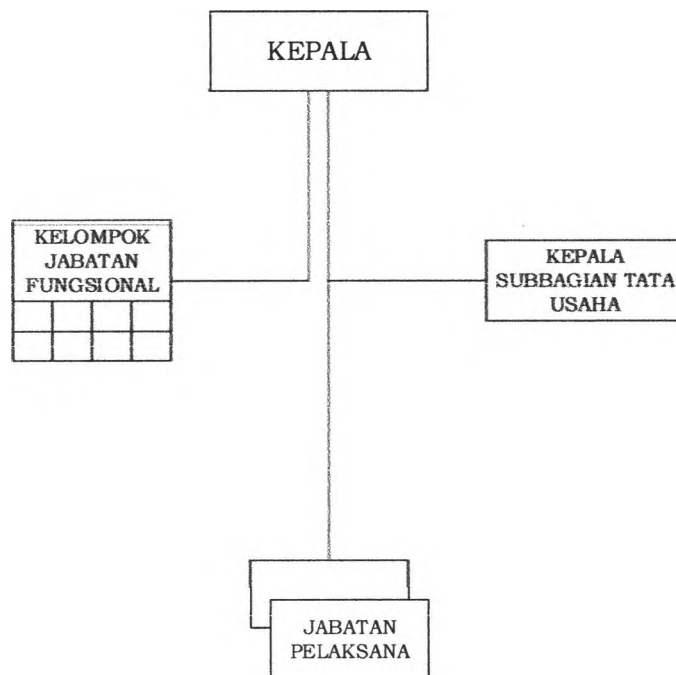 KEPALA
KELOMPOK
JABATAN
FUNGSIONAL
KEPALA
SUBBAGIAN TATA
USAHA
JABATAN
PELAKSANA